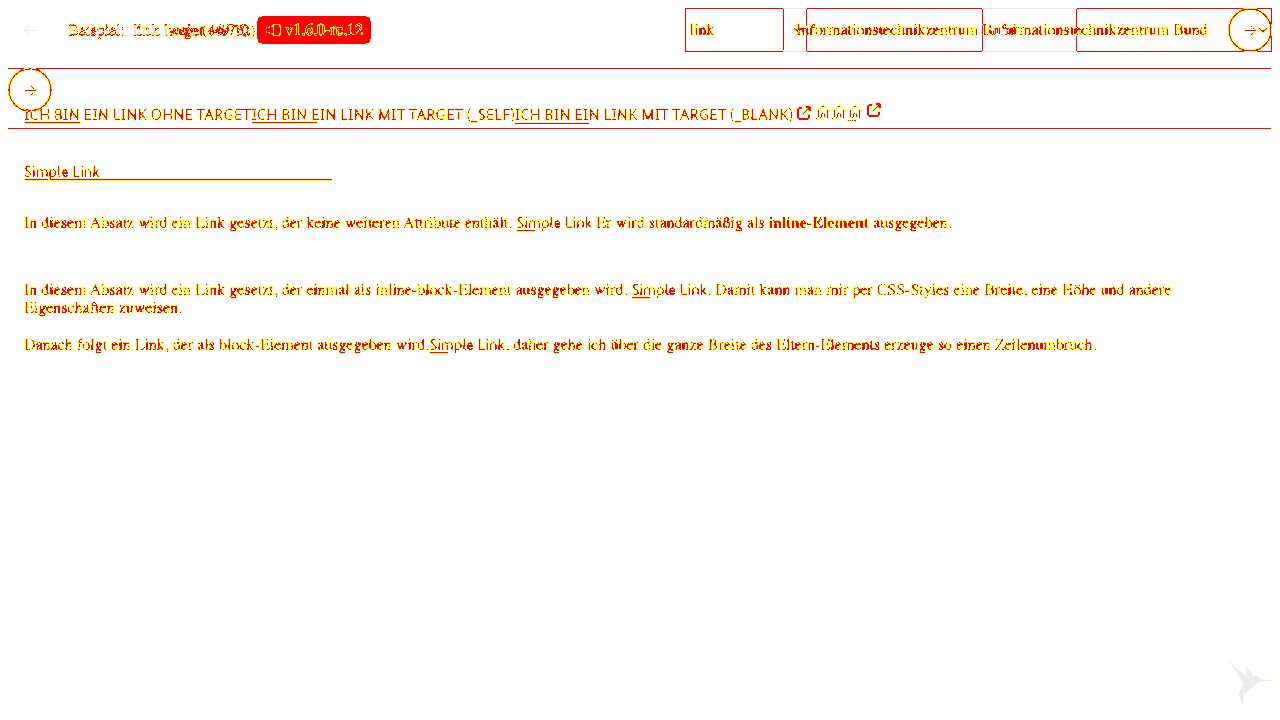 Beispiel: link v1.6.0-rc.12 link Informationstechnikzentrum Informationstechnikzentrum Bund
ICH BIN EIN LINK OHNE TARGETICH BIN EIN LINK MIT TARGET (_SELF)ICH BIN EIN LINK MIT TARGET (_BLANK)
Simple Link
In diesem Absatz wird ein Link gesetzt, der keine weiteren Attribute enthält. Simple Link Er wird standardmäßig als inline-Element ausgegeben.
In diesem Absatz wird ein Link gesetzt, der einmal als inline-block-Element ausgegeben wird. Simple Link. Damit kann man mir per CSS-Styles eine Breite, eine Höhe und andere
Eigenschaften zuweisen.
Danach folgt ein Link, der als block-Element ausgegeben wird.Simple Link, daher gehe ich über die ganze Breite des Eltern-Elements erzeuge so einen Zeilenumbruch.